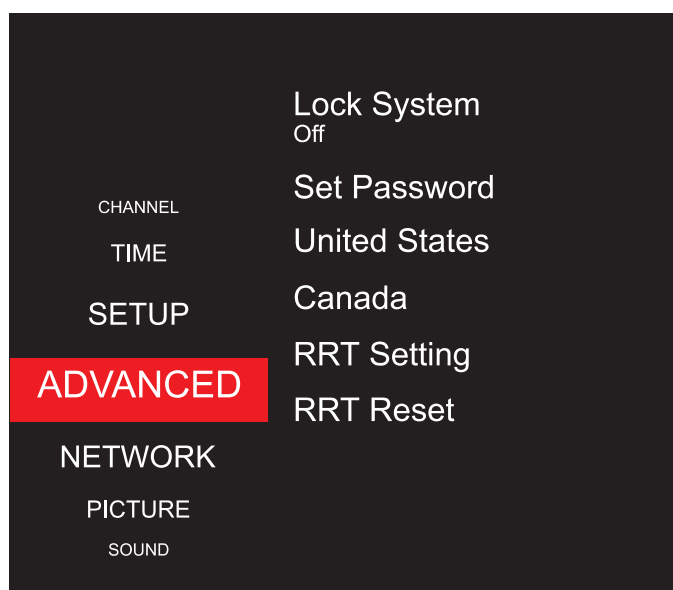 CHANNEL
TIME
SETUP
ADVANCED
NETWORK
PICTURE
SOUND
Lock System
Off
Set Password
United States
Canada
RRT Setting
RRT Reset